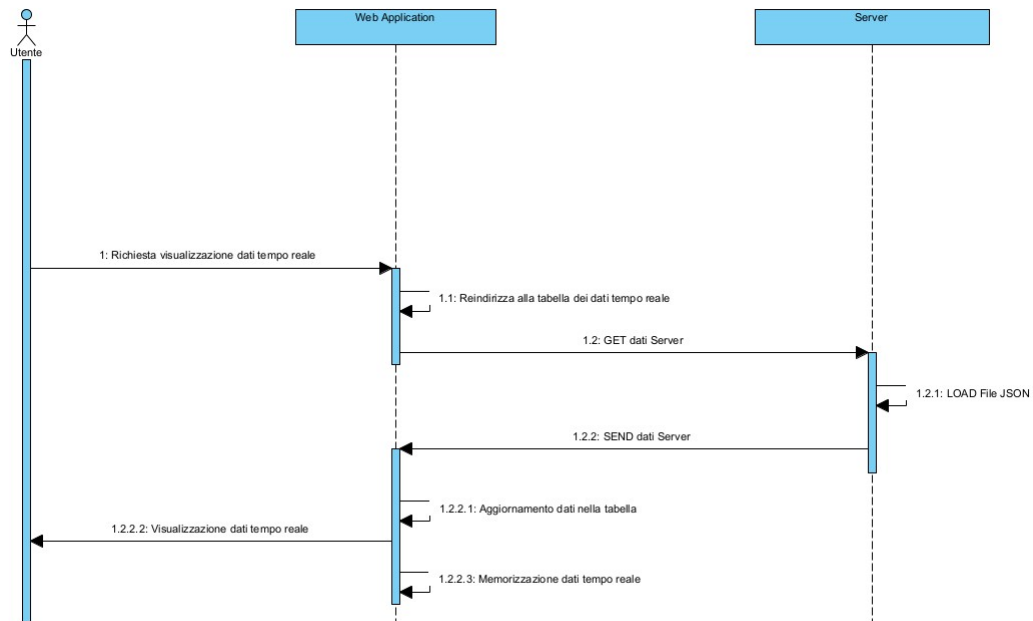 Web Application
Server
Utente
1: Richiesta visualizzazione dati tempo reale
1.1: Reindirizza alla tabella dei dati tempo reale
1.2: GET dati Server
1.2.1: LOAD File JSON
1.2.2: SEND dati Server
1.2.2.1: Aggiornamento dati nella tabella
1.2.2.2: Visualizzazione dati tempo reale
1.2.2.3: Memorizzazione dati tempo reale